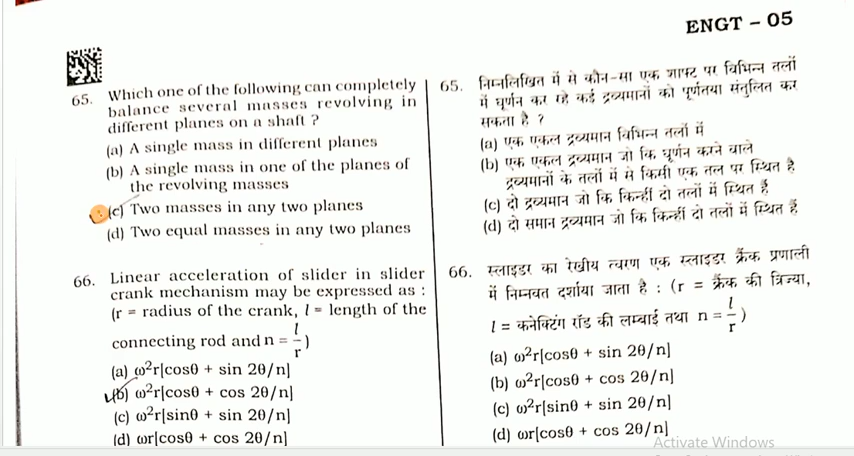 ENGT – 05
65. Which one of the following can completely
balance several masses revolving in
different planes on a shaft ?
(a) A single mass in different planes
(b) A single mass in one of the planes of
the revolving masses
(c) Two masses in any two planes
(d) Two equal masses in any two planes
66. Linear acceleration of slider in slider
crank mechanism may be expressed as :
(r = radius of the crank, l = length of the
connecting rod and n = l/r)
(a) ω²r[cosθ + sin 2θ/n]
(b) ω²r[cosθ + cos 2θ/n]
(c) ω²r[sinθ + sin 2θ/n]
(d) ωr[cosθ + cos 2θ/n]
65. निम्नलिखित में से कौन-सा एक शाफ्ट पर विभिन्न तलों
में घूर्णन कर रहे कई द्रव्यमानों को पूर्णतया संतुलित कर
सकता है ?
(a) एक एकल द्रव्यमान विभिन्न तलों में
(b) एक एकल द्रव्यमान जो कि घूर्णन करने वाले
द्रव्यमानों के तलों में से किसी एक तल पर स्थित है
(c) दो द्रव्यमान जो कि किन्हीं दो तलों में स्थित हैं
(d) दो समान द्रव्यमान जो कि किन्हीं दो तलों में स्थित हैं
66. स्लाइडर का रेखीय त्वरण एक स्लाइडर क्रैंक प्रणाली
में निम्नवत दर्शाया जाता है : (r = क्रैंक की त्रिज्या,
l = कनेक्टिंग रॉड की लम्बाई तथा n = l/r)
(a) ω²r[cosθ + sin 2θ/n]
(b) ω²r[cosθ + cos 2θ/n]
(c) ω²r[sinθ + sin 2θ/n]
(d) ωr[cosθ + cos 2θ/n]
Activate Windows